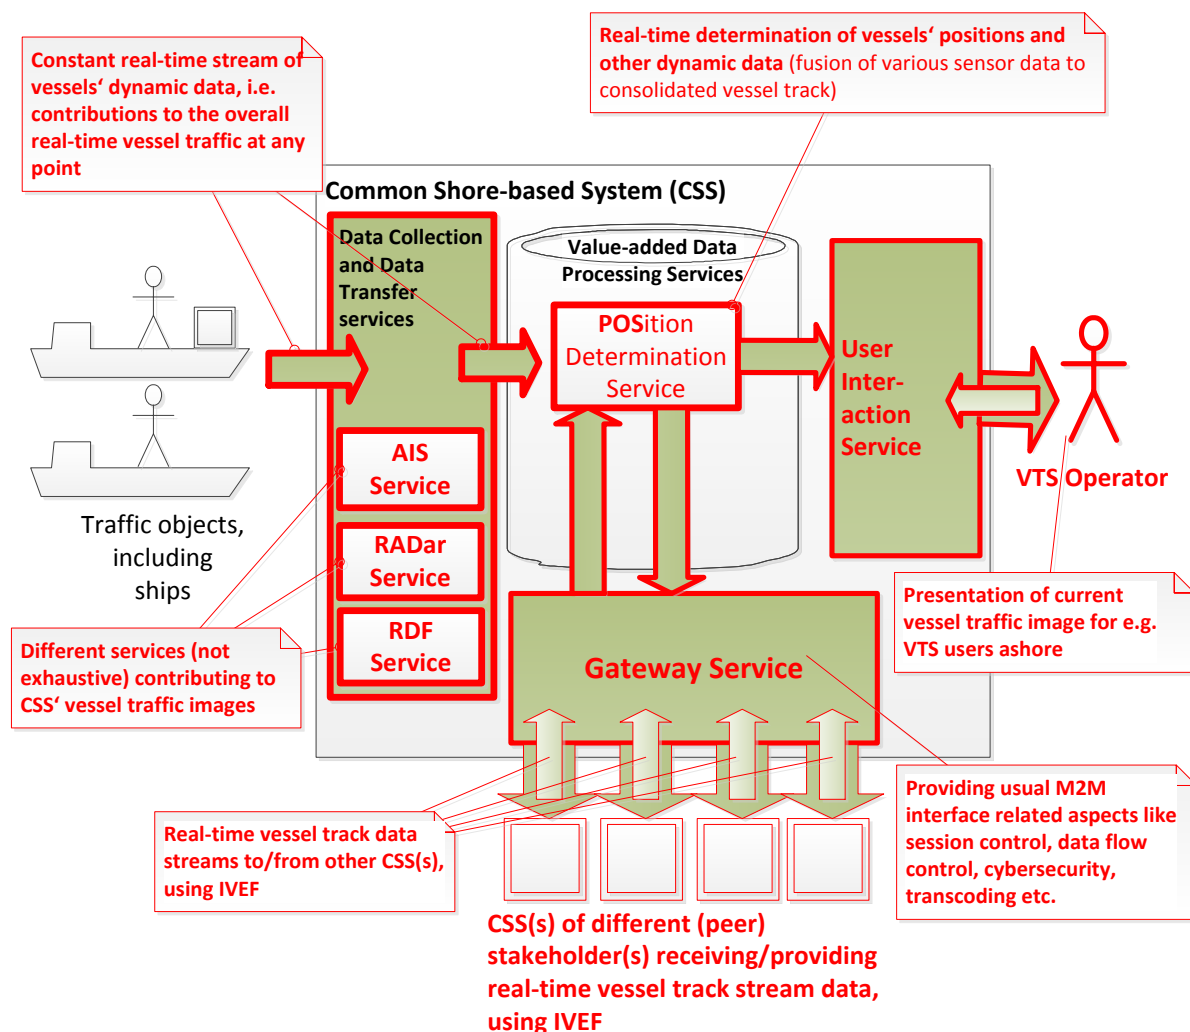 Constant real-time stream of
vessels‘ dynamic data, i.e.
contributions to the overall
real-time vessel traffic at any
point
Real-time determination of vessels‘ positions and
other dynamic data (fusion of various sensor data to
consolidated vessel track)
Common Shore-based System (CSS)
Data Collection
and Data
Transfer
services
Value-added Data
Processing Services
POSition
Determination
Service
User
Inter-
action
Service
VTS Operator
AIS
Service
RADar
Service
RDF
Service
Traffic objects,
including
ships
Different services (not
exhaustive) contributing to
CSS‘ vessel traffic images
Gateway Service
Presentation of current
vessel traffic image for e.g.
VTS users ashore
Real-time vessel track data
streams to/from other CSS(s),
using IVEF
Providing usual M2M
interface related aspects like
session control, data flow
control, cybersecurity,
transcoding etc.
CSS(s) of different (peer)
stakeholder(s) receiving/providing
real-time vessel track stream data,
using IVEF